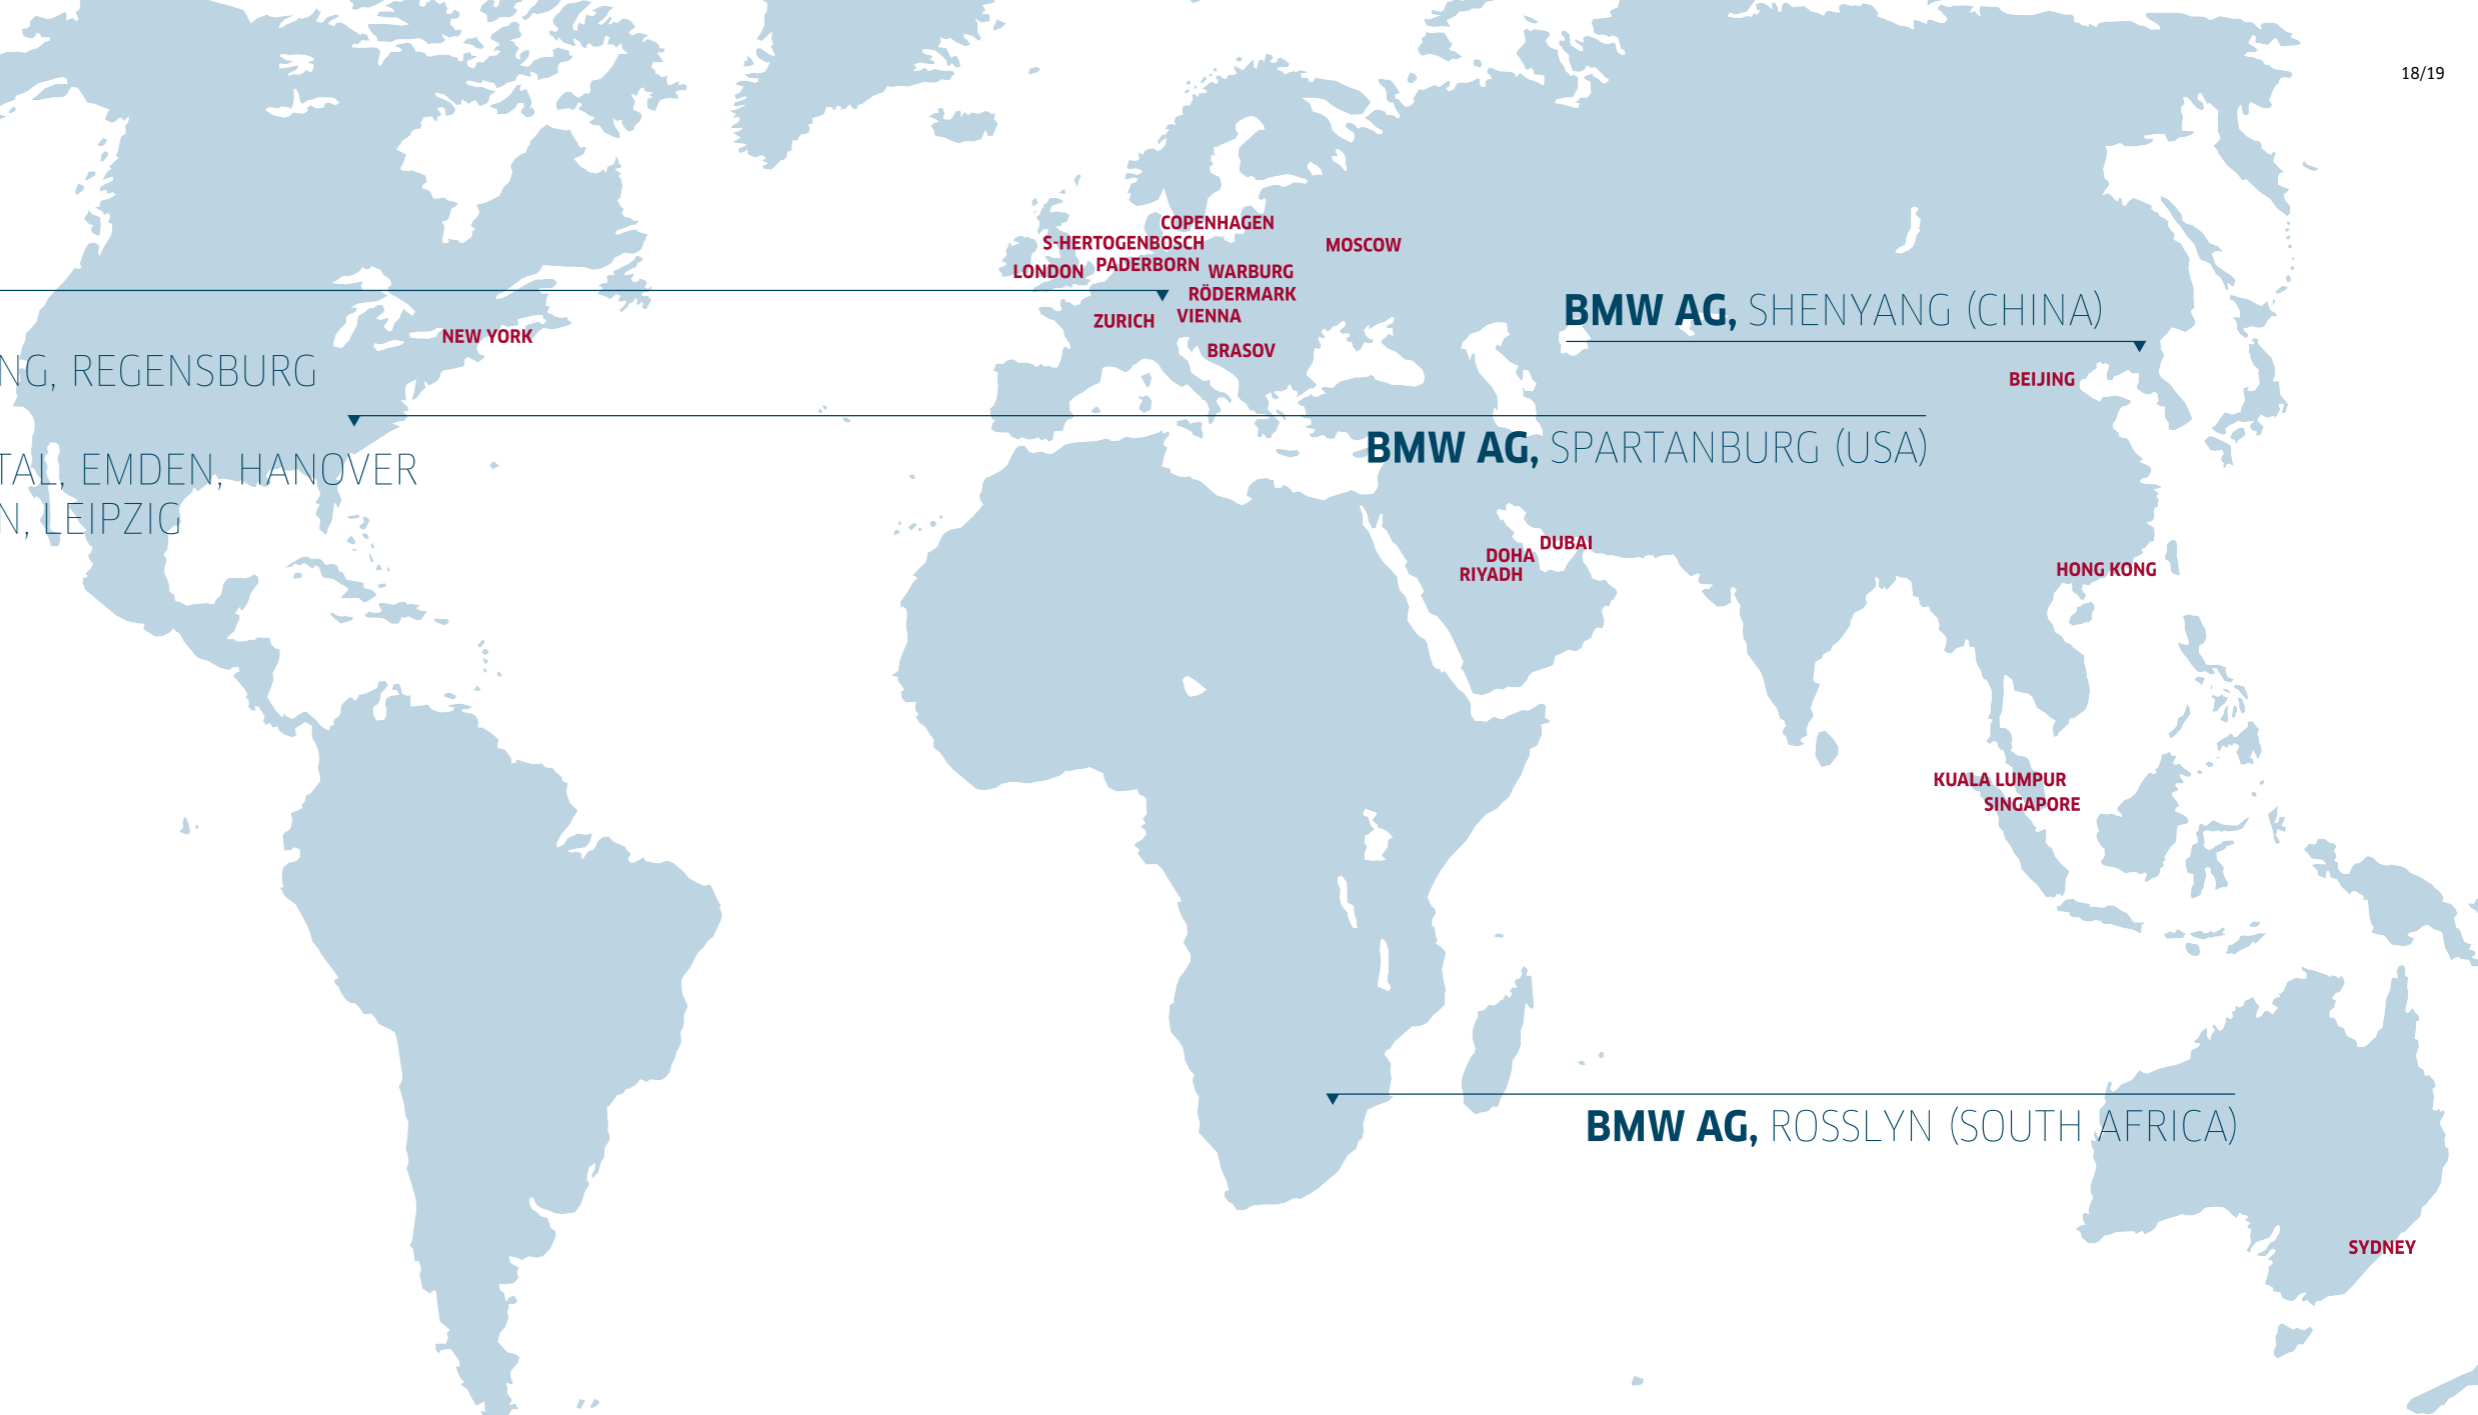 18/19
COPENHAGEN
S-HERTOGENBOSCH
MOSCOW
PADERBORN
LONDON
WARBURG
RÖDERMARK
BMW AG, SHENYANG (CHINA)
VIENNA
ZURICH
NEW YORK
BRASOV
NG, REGENSBURG
BEIJING
BMW AG, SPARTANBURG (USA)
TAL, EMDEN, HANOVER
N, LEIPZIG
DUBAI
DOHA
RIYADH
HONG KONG
KUALA LUMPUR
SINGAPORE
BMW AG, ROSSLYN (SOUTH AFRICA)
SYDNEY